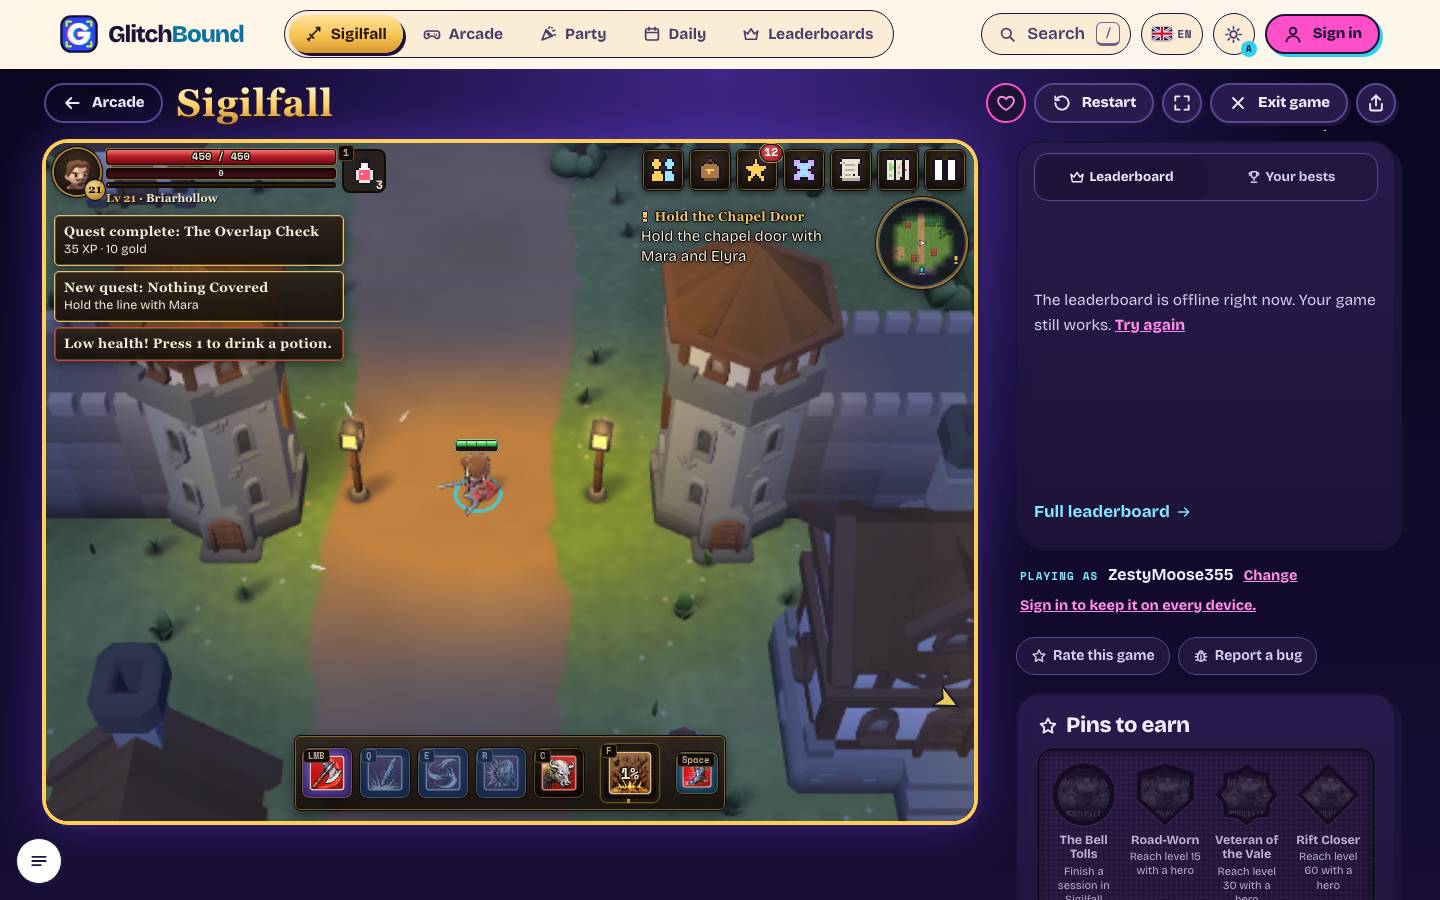 GlitchBound
Sigilfall
Arcade
Party
Daily
Leaderboards
Search /
EN
A
Sign in
Arcade
Sigilfall
Restart
Exit game
450 / 450
0
21
Lv 21 · Briarhollow
1
3
12
Quest complete: The Overlap Check
35 XP · 10 gold
New quest: Nothing Covered
Hold the line with Mara
Low health! Press 1 to drink a potion.
! Hold the Chapel Door
Hold the chapel door with
Mara and Elyra
!
LMB
Q
E
R
C
F
1%
Space
Leaderboard
Your bests
The leaderboard is offline right now. Your game
still works. Try again
Full leaderboard →
PLAYING AS ZestyMoose355 Change
Sign in to keep it on every device.
Rate this game
Report a bug
Pins to earn
The Bell
Tolls
Finish a
session in
Sigilfall
Road-Worn
Reach level 15
with a hero
Veteran of
the Vale
Reach level
30 with a
hero
Rift Closer
Reach level
60 with a
hero